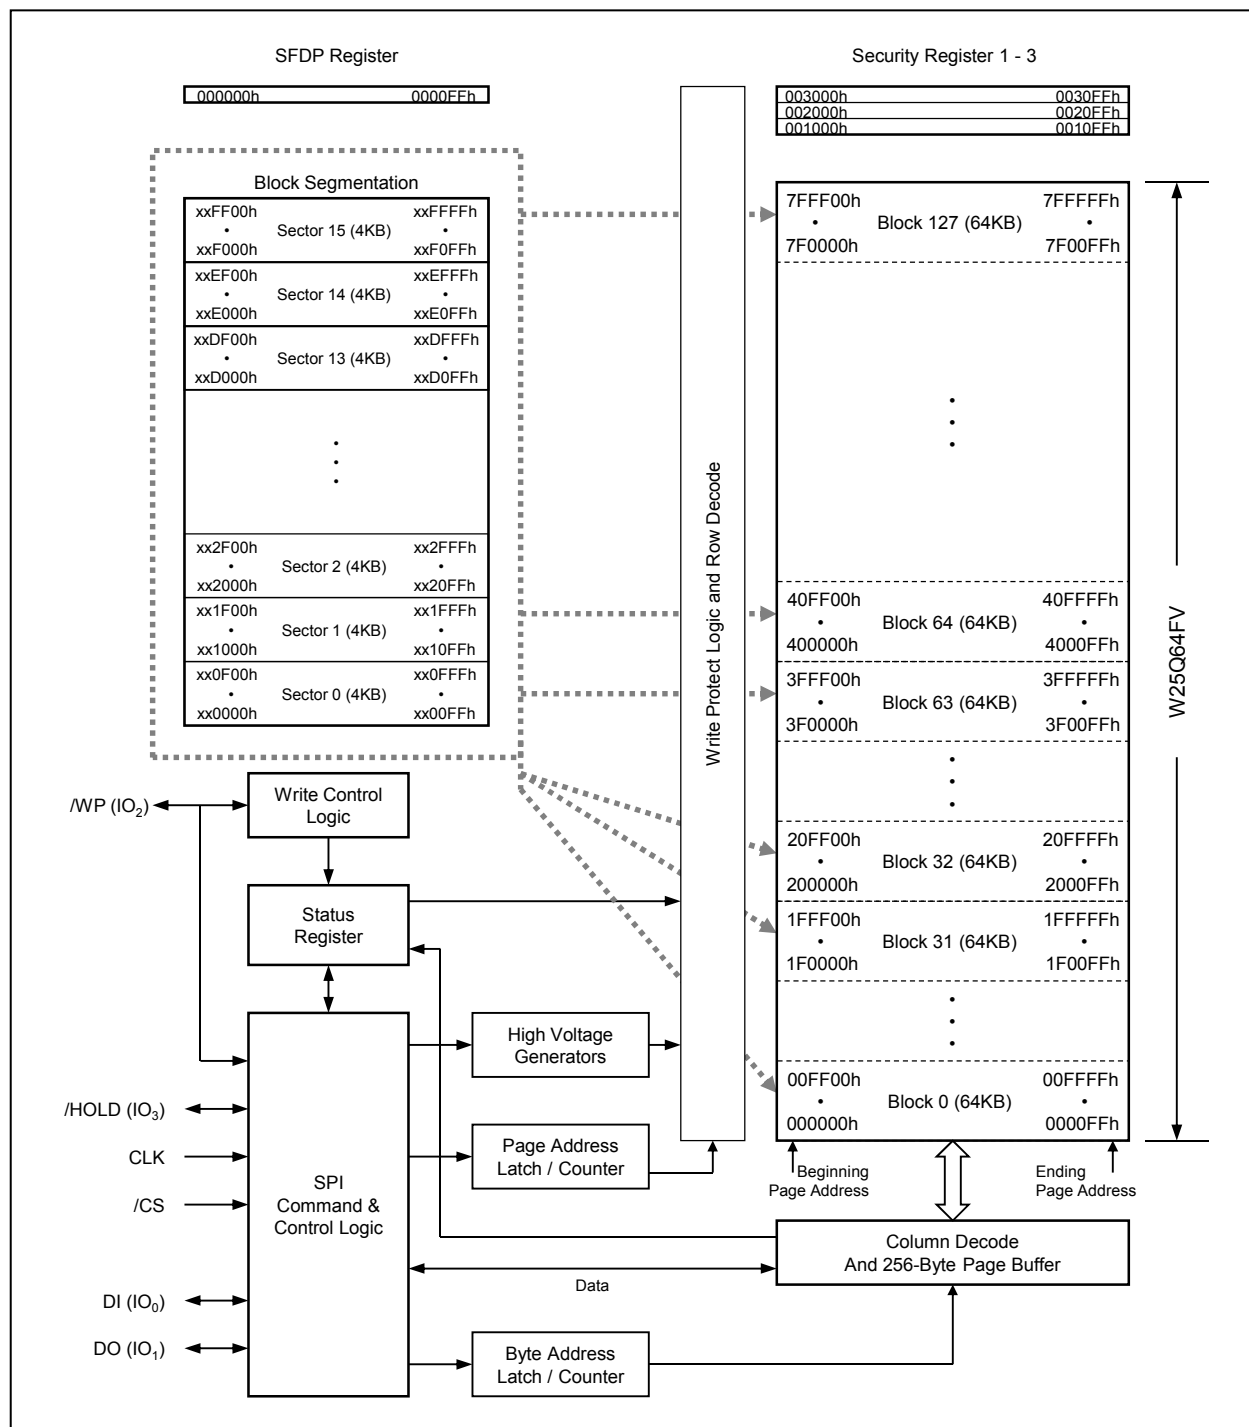 SFDP Register
000000h 0000FFh
Security Register 1 - 3
003000h 0030FFh
002000h 0020FFh
001000h 0010FFh
Block Segmentation
xxFF00h xxFFFFh
Sector 15 (4KB)
xxF000h xxF0FFh
xxEF00h xxEFFFh
Sector 14 (4KB)
xxE000h xxE0FFh
xxDF00h xxDFFFh
Sector 13 (4KB)
xxD000h xxD0FFh
xx2F00h xx2FFFh
Sector 2 (4KB)
xx2000h xx20FFh
xx1F00h xx1FFFh
Sector 1 (4KB)
xx1000h xx10FFh
xx0F00h xx0FFFh
Sector 0 (4KB)
xx0000h xx00FFh
Write Protect Logic and Row Decode
7FFF00h 7FFFFFh
Block 127 (64KB)
7F0000h 7F00FFh
40FF00h 40FFFFh
Block 64 (64KB)
400000h 4000FFh
3FFF00h 3FFFFFh
Block 63 (64KB)
3F0000h 3F00FFh
20FF00h 20FFFFh
Block 32 (64KB)
200000h 2000FFh
1FFF00h 1FFFFFh
Block 31 (64KB)
1F0000h 1F00FFh
00FF00h 00FFFFh
Block 0 (64KB)
000000h 0000FFh
W25Q64FV
Beginning
Page Address
Ending
Page Address
/WP (IO2)
Write Control
Logic
Status
Register
High Voltage
Generators
/HOLD (IO3)
CLK
/CS
DI (IO0)
DO (IO1)
SPI
Command &
Control Logic
Page Address
Latch / Counter
Column Decode
And 256-Byte Page Buffer
Data
Byte Address
Latch / Counter